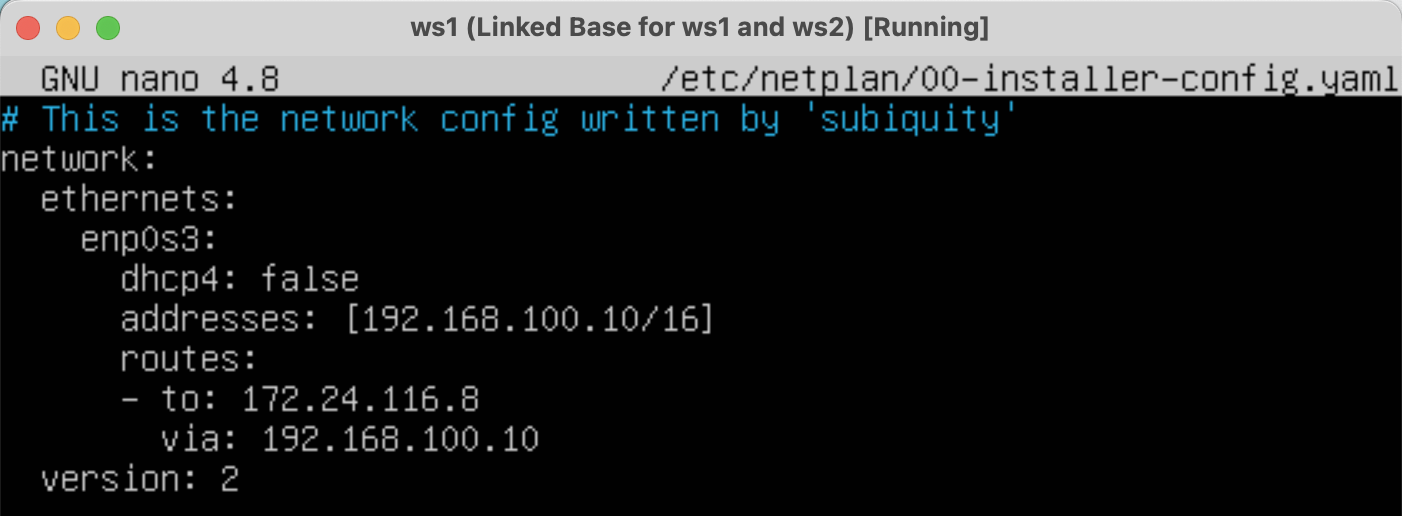 ws1 (Linked Base for ws1 and ws2) [Running]
GNU nano 4.8 /etc/netplan/00-installer-config.yaml
# This is the network config written by 'subiquity'
network:
  ethernets:
    enp0s3:
      dhcp4: false
      addresses: [192.168.100.10/16]
      routes:
      - to: 172.24.116.8
        via: 192.168.100.10
  version: 2